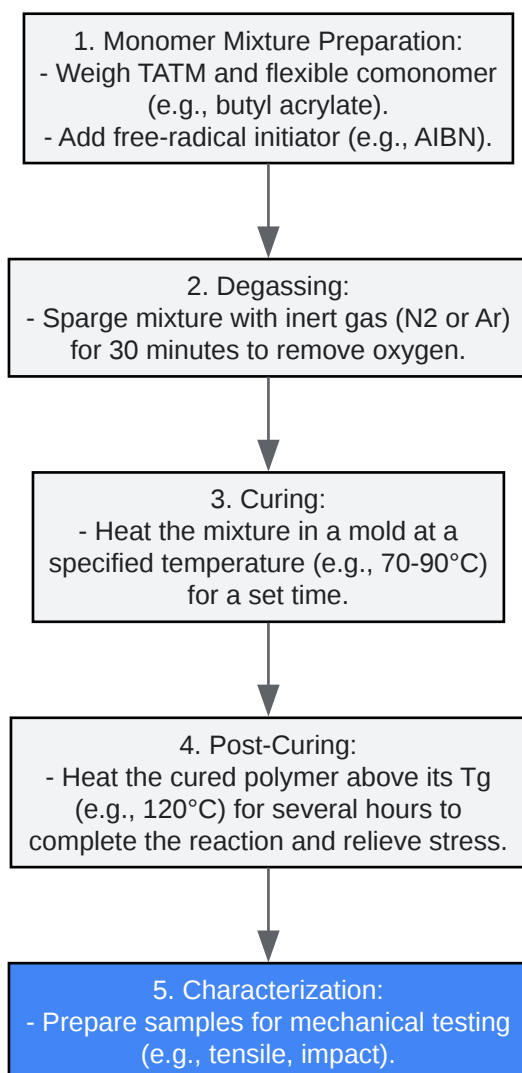 1. Monomer Mixture Preparation:
- Weigh TATM and flexible comonomer
(e.g., butyl acrylate).
- Add free-radical initiator (e.g., AIBN).
2. Degassing:
- Sparge mixture with inert gas (N2 or Ar)
for 30 minutes to remove oxygen.
3. Curing:
- Heat the mixture in a mold at a
specified temperature (e.g., 70-90°C)
for a set time.
4. Post-Curing:
- Heat the cured polymer above its Tg
(e.g., 120°C) for several hours to
complete the reaction and relieve stress.
5. Characterization:
- Prepare samples for mechanical testing
(e.g., tensile, impact).